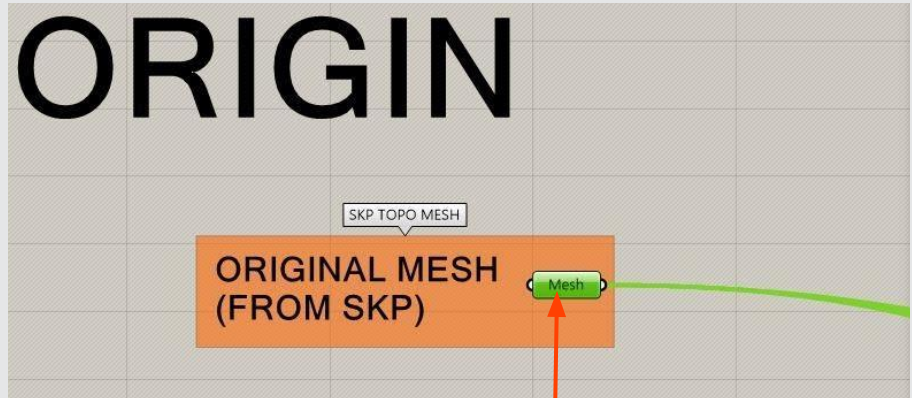 ORIGIN
SKP TOPO MESH
ORIGINAL MESH
(FROM SKP)
Mesh